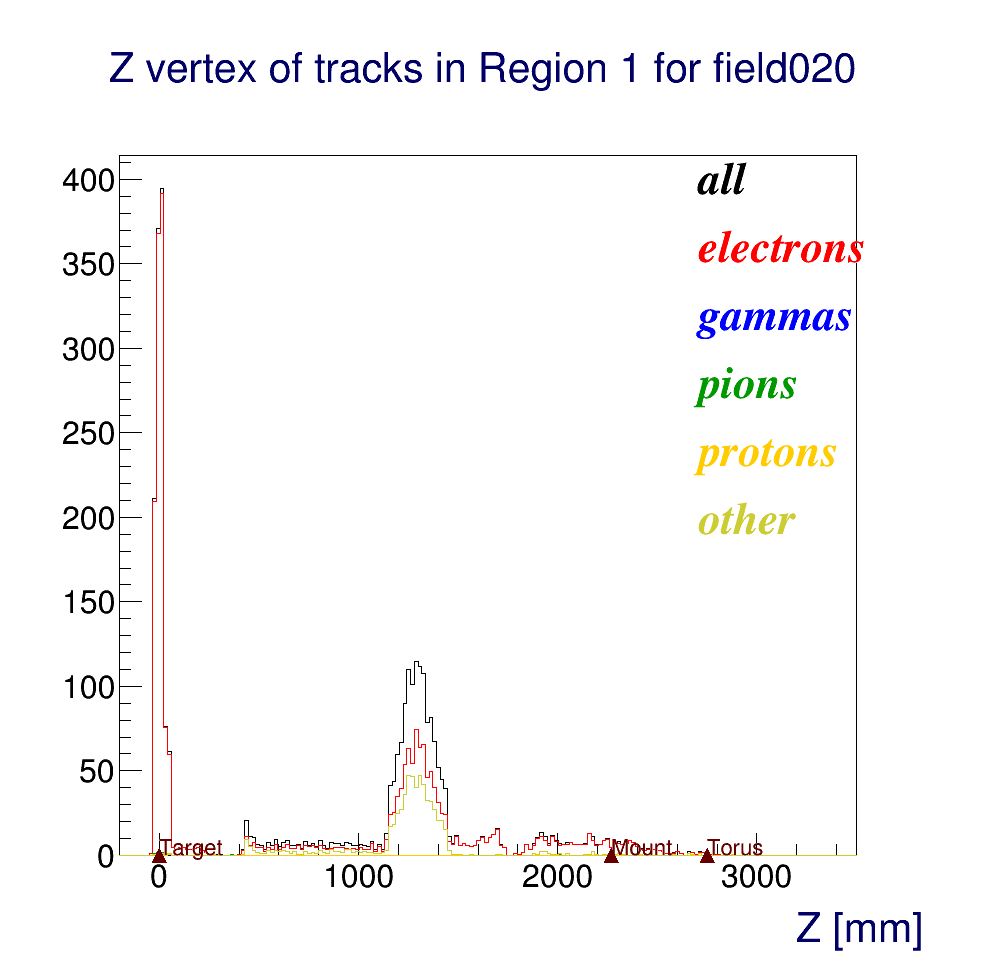 Z vertex of tracks in Region 1 for field020
400
350
300
250
200
150
100
50
0
all
electrons
gammas
pions
protons
other
Target
Mount
Torus
0
1000
2000
3000
Z [mm]